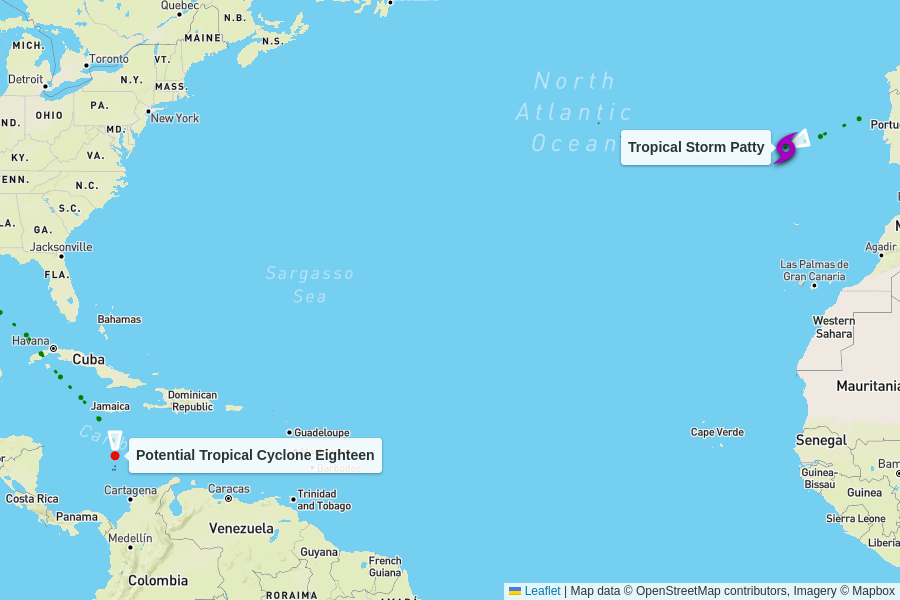 Quebec
N.B.
MAINE
N.S.
MICH.
Toronto
VT.
Detroit
N.Y.
MASS.
PA.
OHIO
New York
ND.
MD.
KY.
VA.
ENN.
N.C.
S.C.
LA.
GA.
Jacksonville
FLA.
North
Atlantic
Ocean
Tropical Storm Patty
Portu
Sargasso
Sea
Agadir
Las Palmas de
Gran Canaria
Bahamas
Western
Sahara
Havana
Cuba
Mauritania
Dominican
Republic
Jamaica
Guadeloupe
Cape Verde
Senegal
Potential Tropical Cyclone Eighteen
Barbados
Guinea-
Bissau
Bam
Guinea
Costa Rica
Cartagena
Caracas
Trinidad
and Tobago
Panama
Sierra Leone
Venezuela
Medellín
Liberia
Guyana
French
Guiana
Colombia
RORAIMA
Leaflet | Map data © OpenStreetMap contributors, Imagery © Mapbox